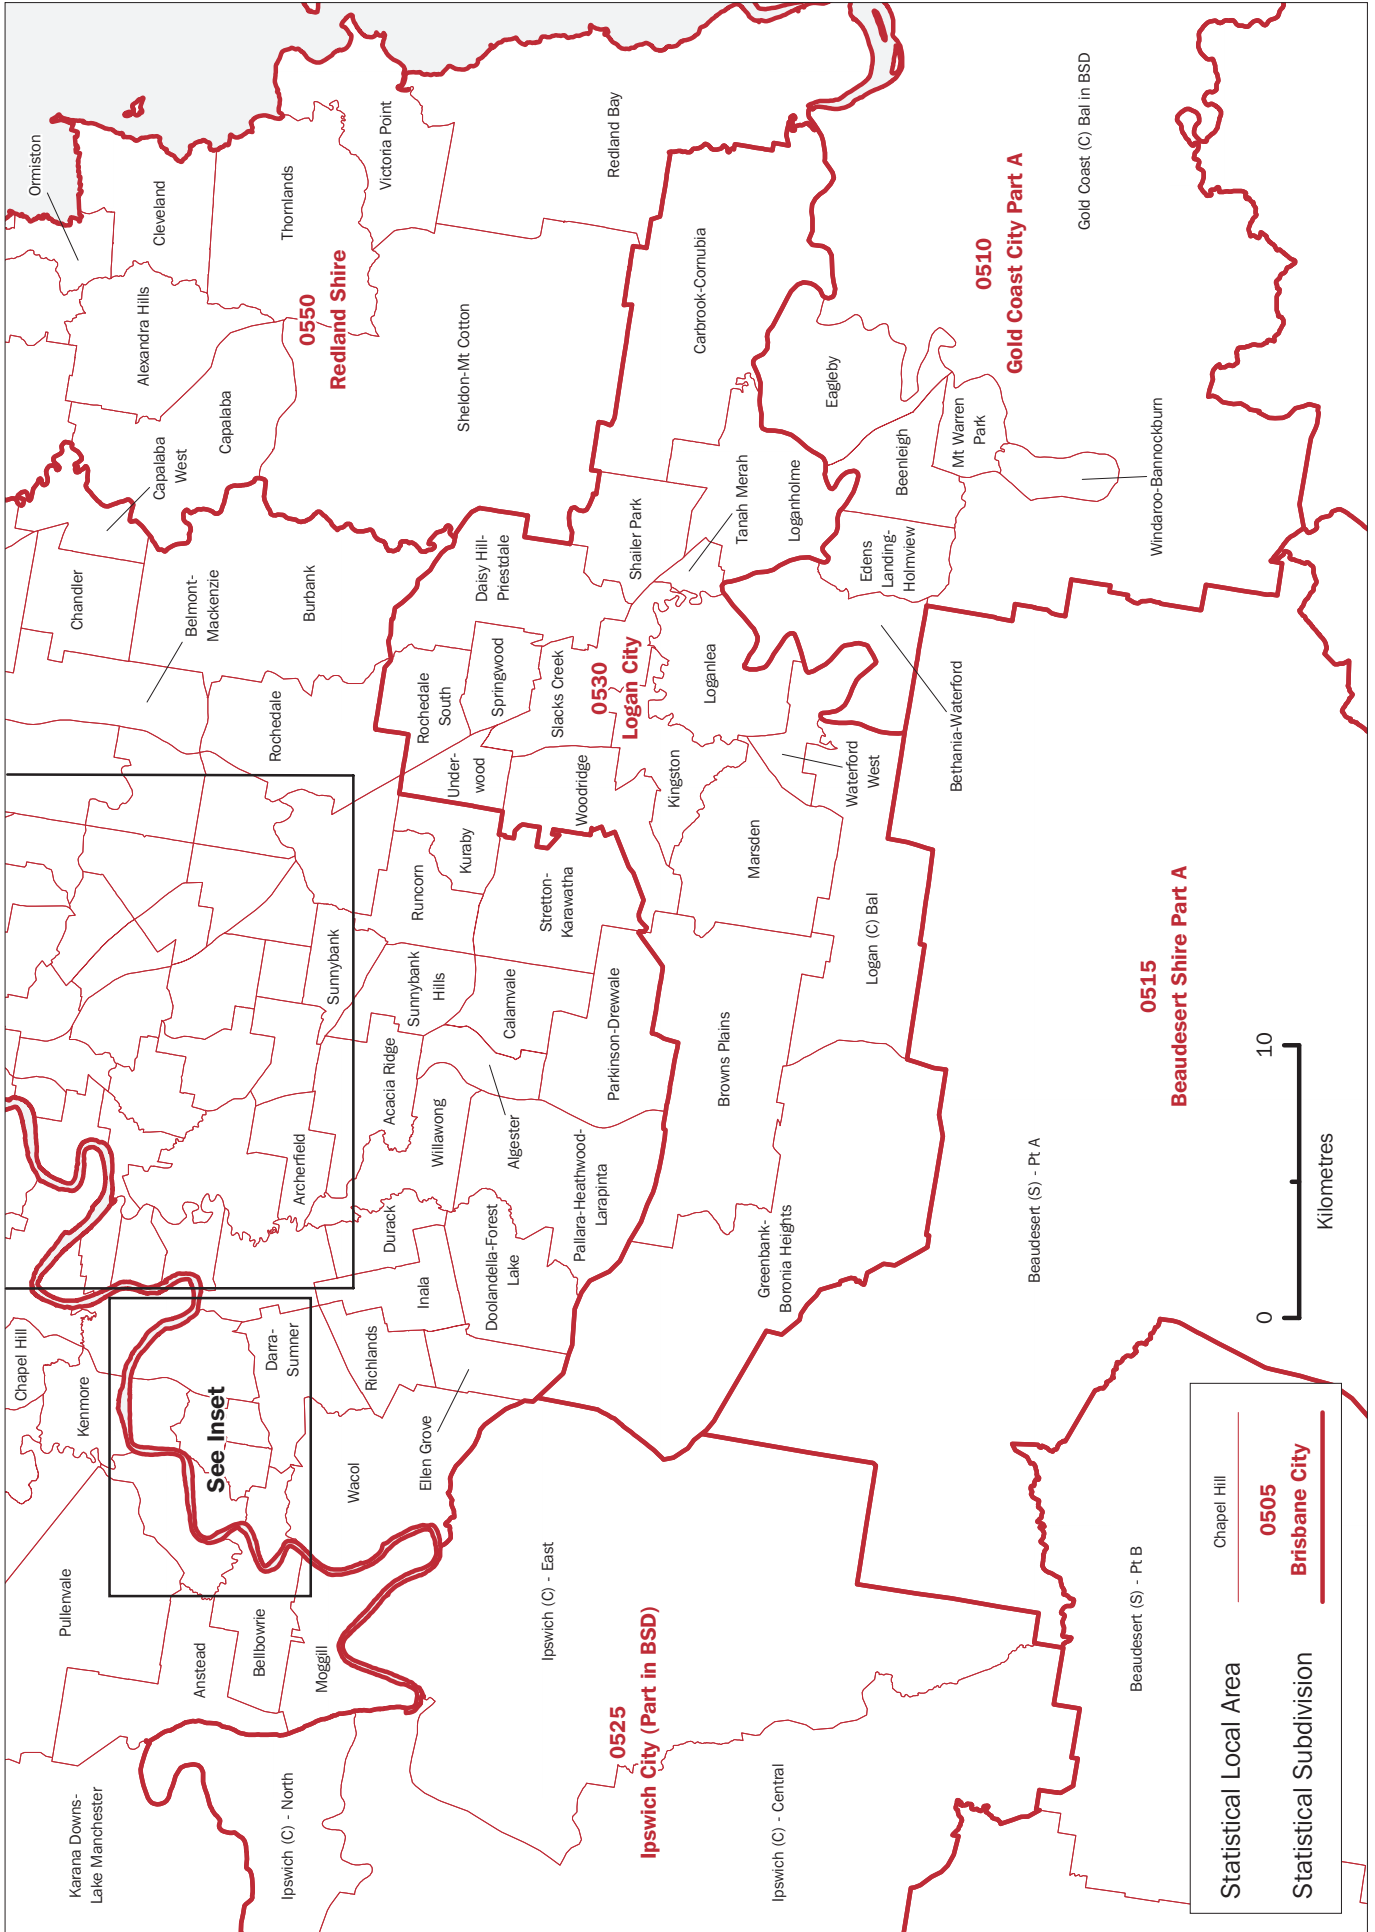 Karana Downs-
Lake Manchester
Pullenvale
Chapel Hill
Kenmore
Anstead
Bellbowrie
Moggill
See Inset
Darra-
Sumner
Ipswich (C) - North
Wacol
Richlands
Ellen Grove
Inala
Durack
Doolandella-Forest
Lake
Pallara-Heathwood-
Larapinta
Archerfield
Acacia Ridge
Willawong
Algester
Sunnybank
Sunnybank
Hills
Calamvale
Parkinson-Drewvale
Runcorn
Kuraby
Stretton-
Karawatha
Rochedale
Belmont-
Mackenzie
Chandler
Burbank
Capalaba
West
Ormiston
Cleveland
Alexandra Hills
Capalaba
Thornlands
Victoria Point
0550
Redland Shire
Redland Bay
Sheldon-Mt Cotton
Rochedale
South
Under-
wood
Springwood
Daisy Hill-
Priestdale
Slacks Creek
Woodridge
0530
Logan City
Shailer Park
Tanah Merah
Loganholme
Carbrook-Cornubia
Kingston
Loganlea
Marsden
Waterford
West
Browns Plains
Logan (C) Bal
Greenbank-
Boronia Heights
Eagleby
Beenleigh
Edens
Landing-
Holmview
Mt Warren
Park
Bethania-Waterford
Windaroo-Bannockburn
0510
Gold Coast City Part A
Gold Coast (C) Bal in BSD
Ipswich (C) - East
0525
Ipswich City (Part in BSD)
Ipswich (C) - Central
Beaudesert (S) - Pt A
0515
Beaudesert Shire Part A
Beaudesert (S) - Pt B
Statistical Local Area
Chapel Hill
Statistical Subdivision
0505
Brisbane City
0
10
Kilometres